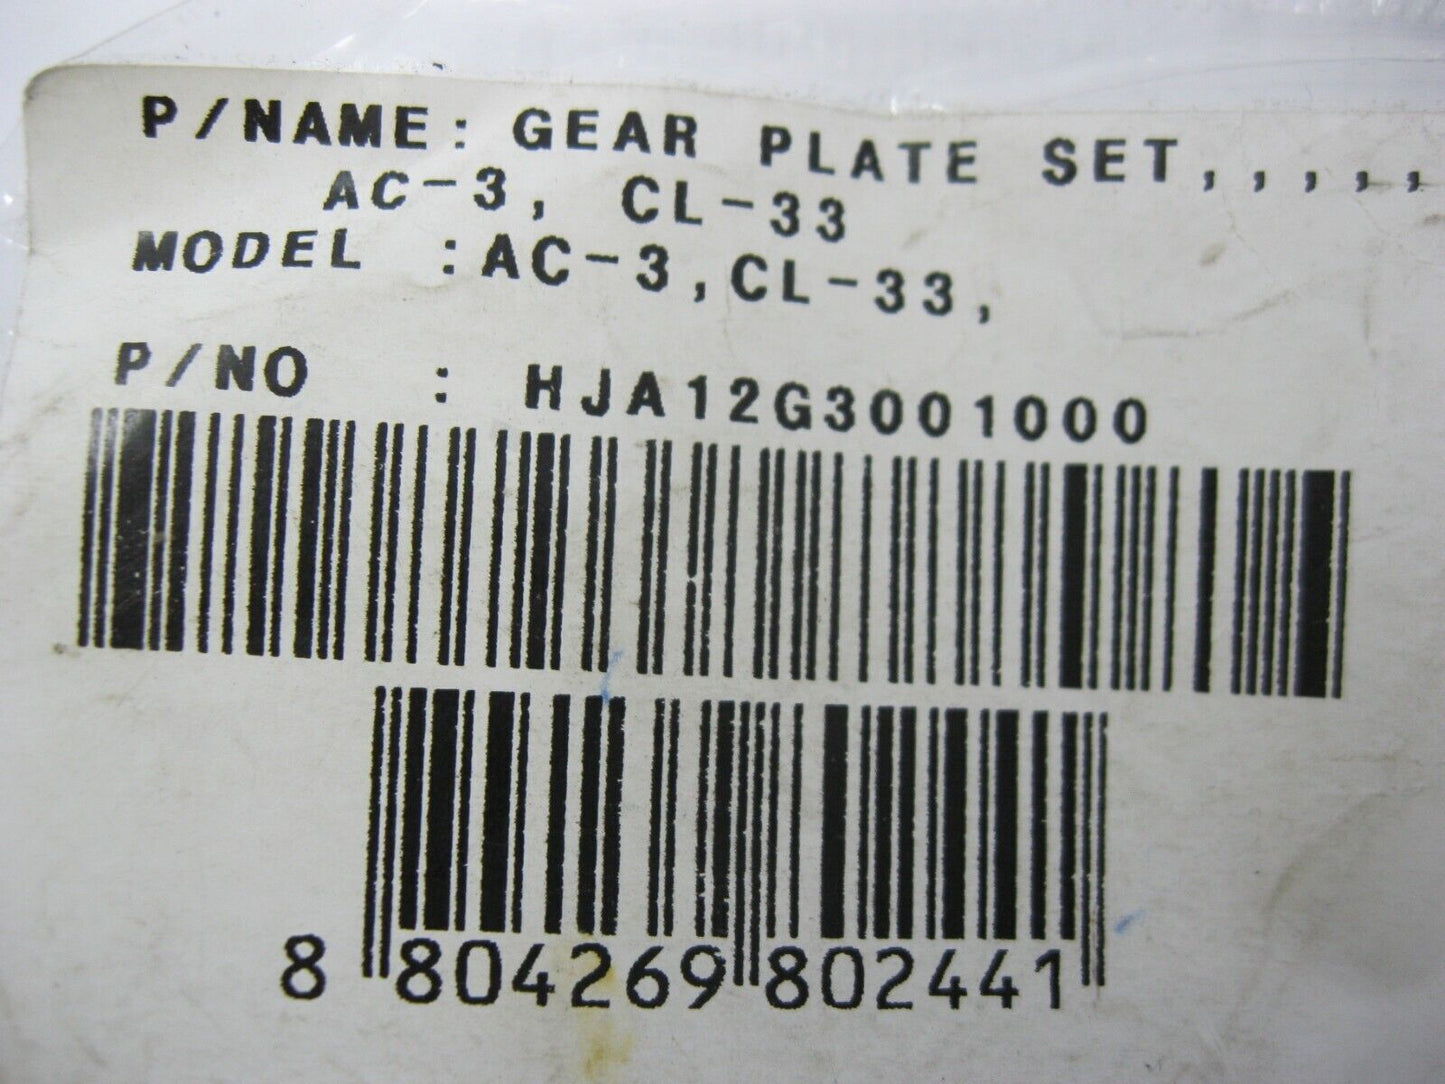 P/NAME: GEAR PLATE SET,,,,,
AC-3, CL-33
MODEL :AC-3,CL-33,
P/NO : HJA12G3001000
8 804269 802441